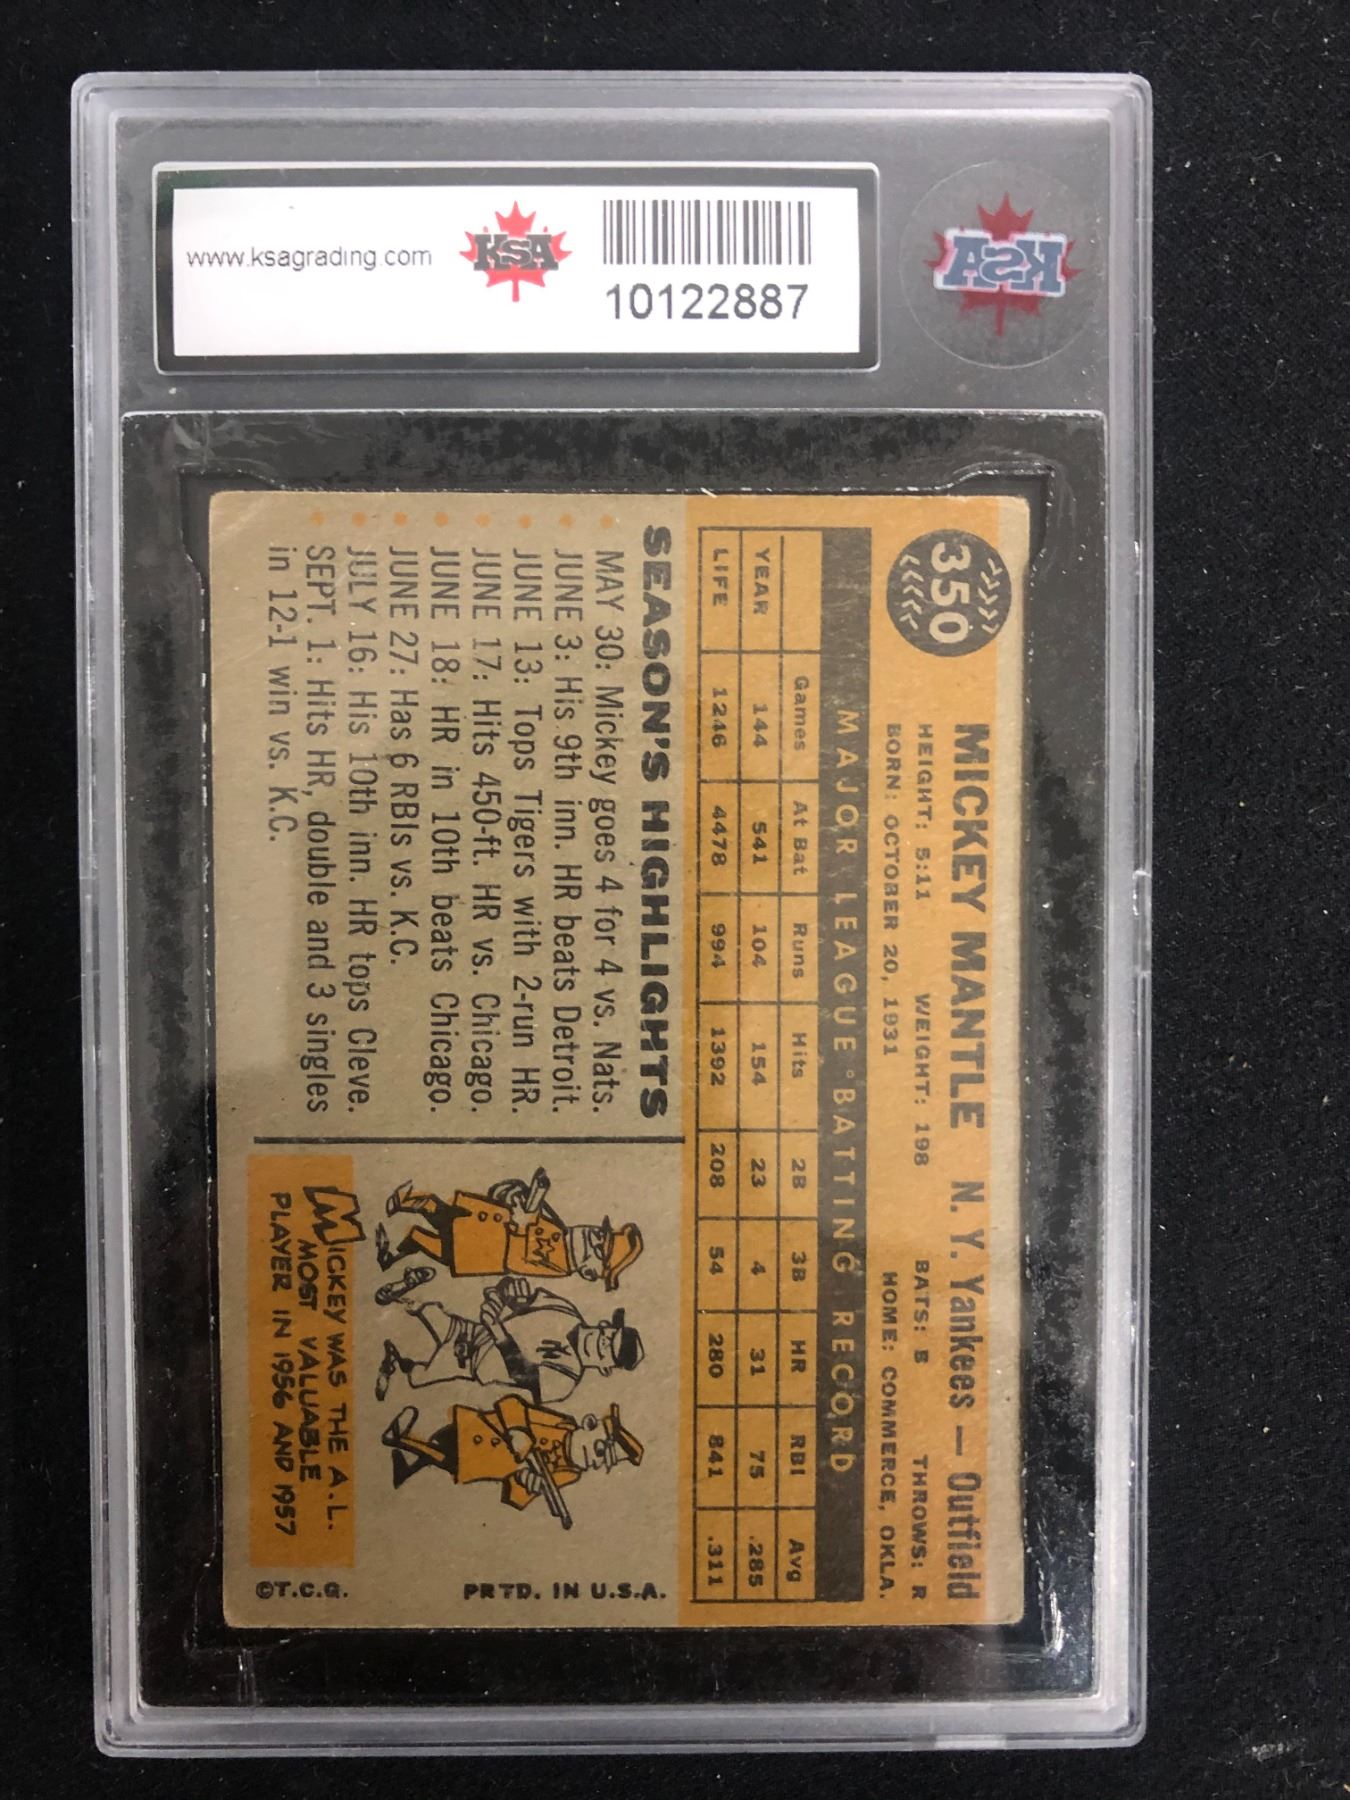 www.ksagrading.com
KSA
10122887
KSA
350
MICKEY MANTLE N. Y. Yankees — Outfield
HEIGHT: 5:11 WEIGHT: 198 BATS: B THROWS: R
BORN: OCTOBER 20, 1931 HOME: COMMERCE, OKLA.
MAJOR LEAGUE BATTING RECORD
Games At Bat Runs Hits 2B 3B HR RBI Avg
YEAR 144 541 104 154 23 4 31 75 .285
LIFE 1246 4478 994 1392 208 54 280 841 .311
SEASON'S HIGHLIGHTS
MAY 30: Mickey goes 4 for 4 vs. Nats.
JUNE 3: His 9th inn. HR beats Detroit.
JUNE 13: Tops Tigers with 2-run HR.
JUNE 17: Hits 450-ft. HR vs. Chicago.
JUNE 18: HR in 10th beats Chicago.
JUNE 27: Has 6 RBIs vs. K.C.
JULY 16: His 10th inn. HR tops Cleve.
SEPT. 1: Hits HR, double and 3 singles
in 12-1 win vs. K.C.
M
MICKEY WAS THE A.L.
MOST VALUABLE
PLAYER IN 1956 AND 1957
PRTD. IN U.S.A.
©T.C.G.